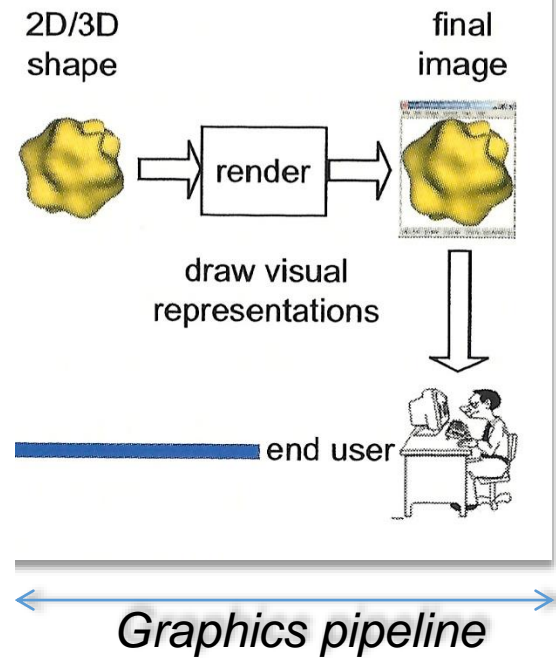 2D/3D
shape
final
image
render
draw visual
representations
end user
Graphics pipeline